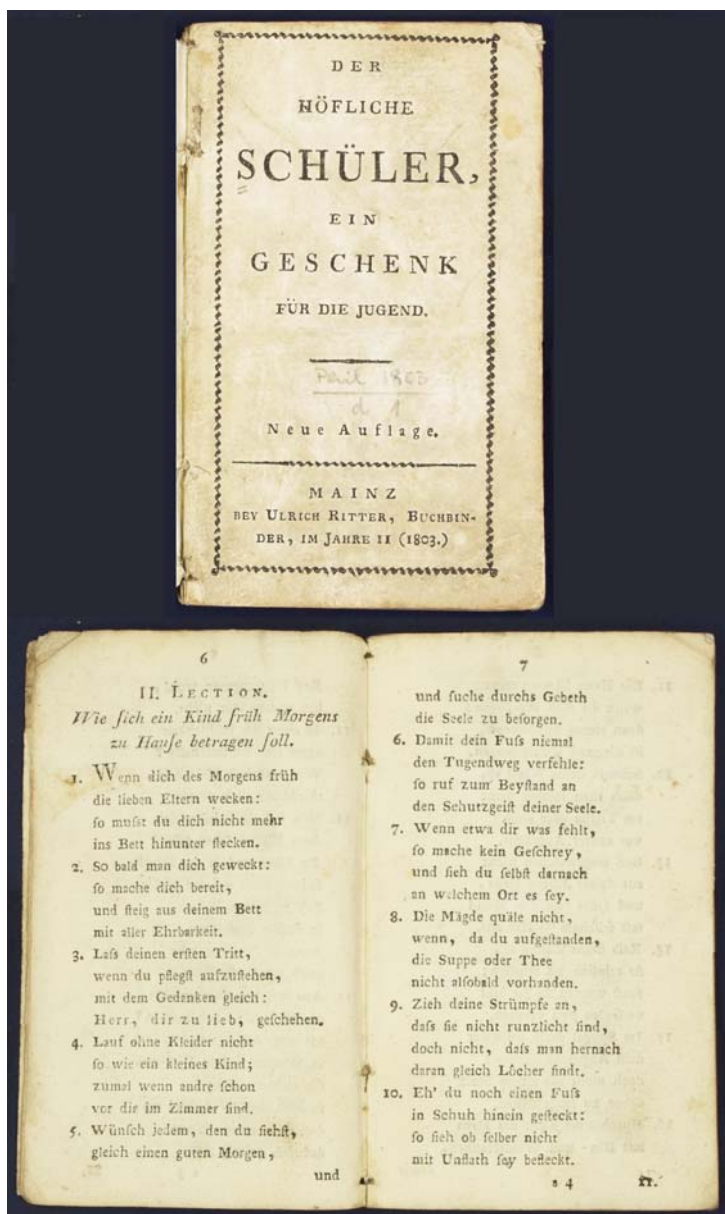 DER
HÖFLICHE
SCHÜLER,
EIN
GESCHENK
FÜR DIE JUGEND.
1803
d 1
Neue Auflage.
MAINZ
BEY ULRICH RITTER, BUCHBIN-
DER, IM JAHRE 11 (1803.)
6
II. LECTION.
Wie ſich ein Kind früh Morgens
zu Hauſe betragen ſoll.
1. Wenn dich des Morgens früh
die lieben Eltern wecken:
ſo muſst du dich nicht mehr
ins Bett hinunter ſtecken.
2. So bald man dich geweckt:
ſo mache dich bereit,
und ſteig aus deinem Bett
mit aller Ehrbarkeit.
3. Laſs deinen erſten Tritt,
wenn du pflegſt aufzuſtehen,
mit dem Gedanken gleich:
Herr, dir zu lieb, geſchehen.
4. Lauf ohne Kleider nicht
ſo wie ein kleines Kind;
zumal wenn andre ſchon
vor dir im Zimmer ſind.
5. Wünſch jedem, den du ſiehſt,
gleich einen guten Morgen,
und
7
und ſuche durchs Gebeth
die Seele zu beſorgen.
6. Damit dein Fuſs niemal
den Tugendweg verfehle:
ſo ruf zum Beyſtand an
den Schutzgeiſt deiner Seele.
7. Wenn etwa dir was fehlt,
ſo mache kein Geſchrey,
und ſieh du ſelbſt darnach
an welchem Ort es ſey.
8. Die Mägde quäle nicht,
wenn, da du aufgeſtanden,
die Suppe oder Thee
nicht alſobald vorhanden.
9. Zieh deine Strümpfe an,
daſs ſie nicht runzlicht ſind,
doch nicht, daſs man hernach
daran gleich Löcher findt.
10. Eh' du noch einen Fuſs
in Schuh hinein geſteckt:
ſo ſieh ob ſelber nicht
mit Unflath ſey befleckt.
a 4 11.